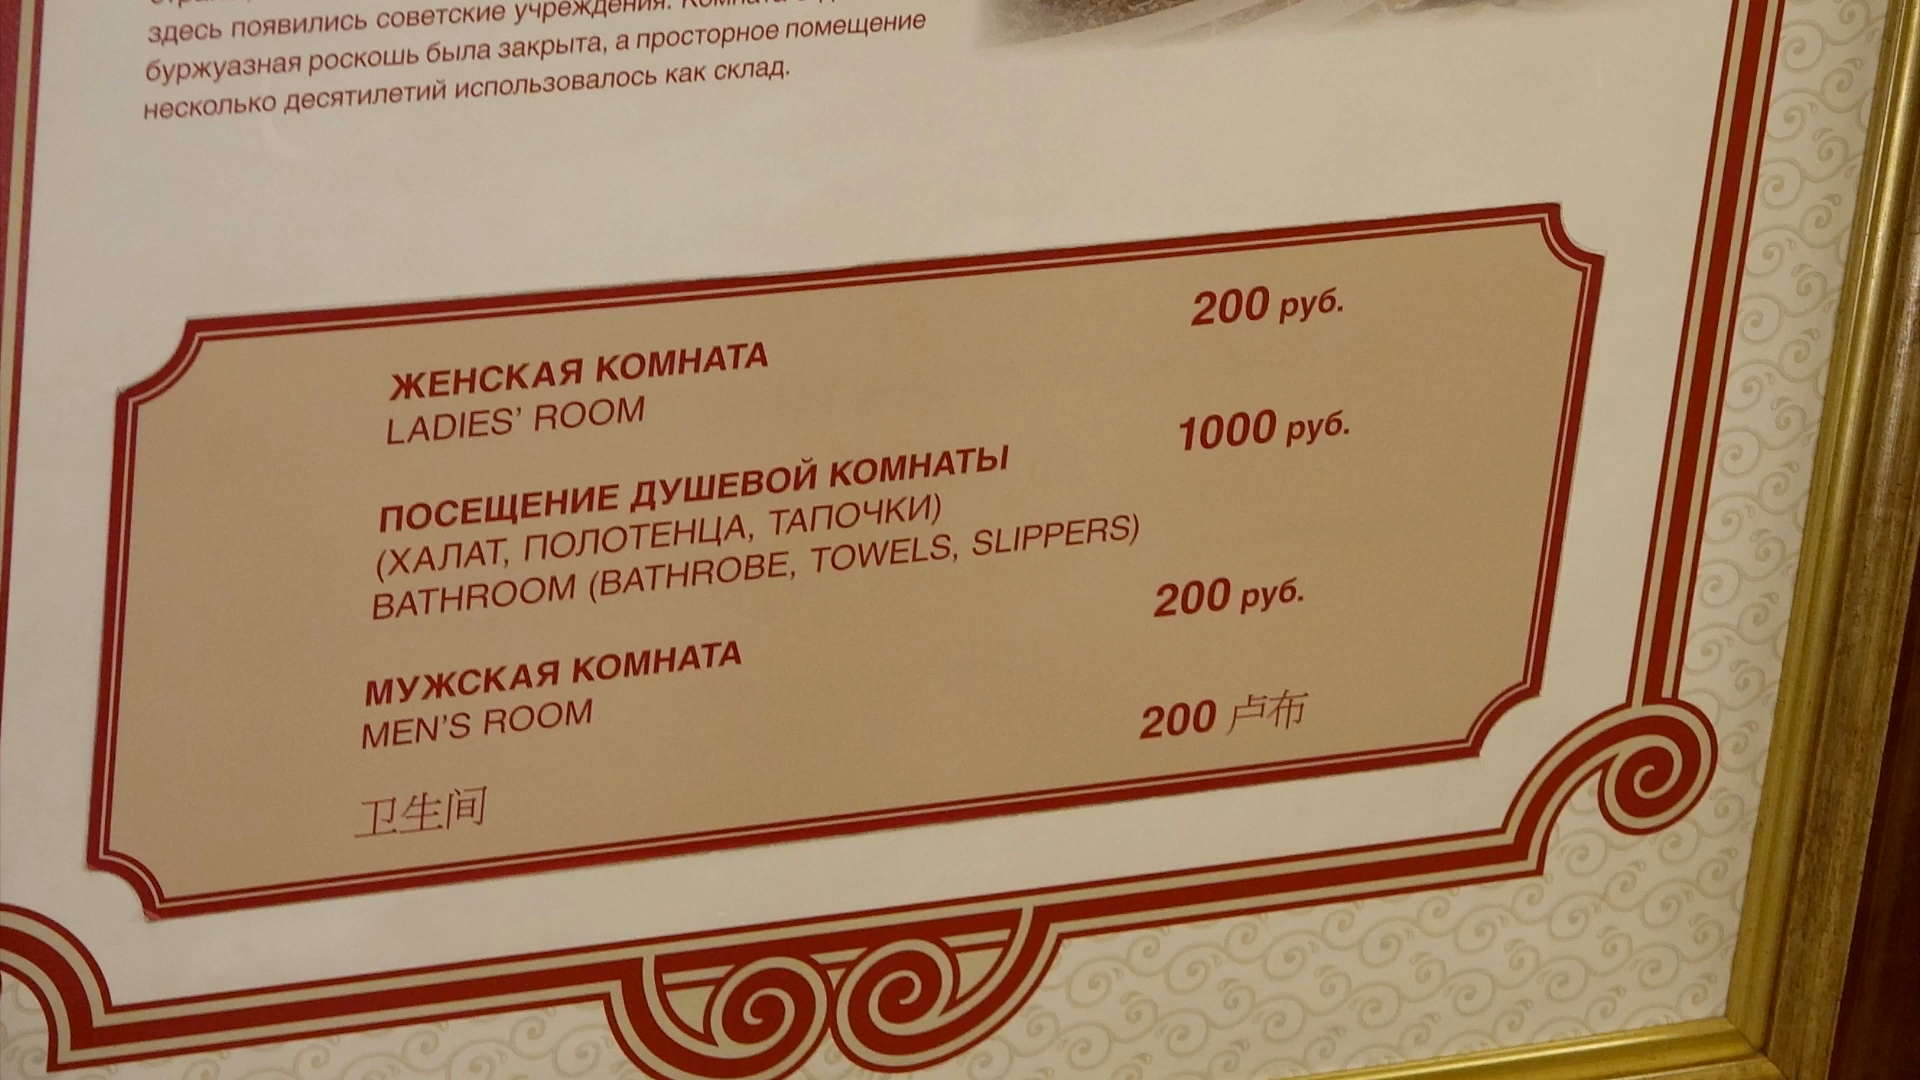 здесь появились советские учреждения.
буржуазная роскошь была закрыта, а просторное помещение
несколько десятилетий использовалось как склад.
200 руб.
ЖЕНСКАЯ КОМНАТА
LADIES’ ROOM
1000 руб.
ПОСЕЩЕНИЕ ДУШЕВОЙ КОМНАТЫ
(ХАЛАТ, ПОЛОТЕНЦА, ТАПОЧКИ)
BATHROOM (BATHROBE, TOWELS, SLIPPERS)
200 руб.
МУЖСКАЯ КОМНАТА
MEN’S ROOM
200 卢布
卫生间